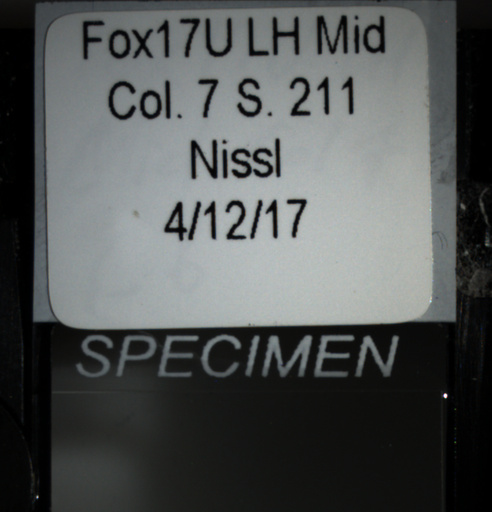 Fox17U LH Mid
Col. 7 S. 211
Nissl
4/12/17
SPECIMEN